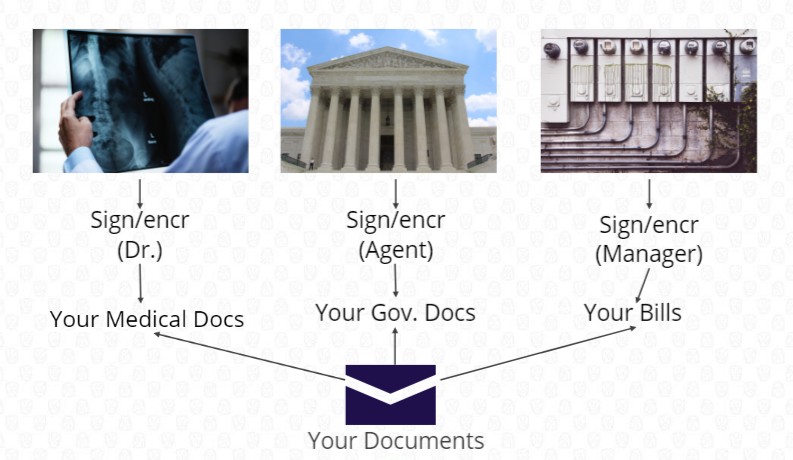 Sign/encr
(Dr.)
Sign/encr
(Agent)
Sign/encr
(Manager)
Your Medical Docs
Your Gov. Docs
Your Bills
Your Documents